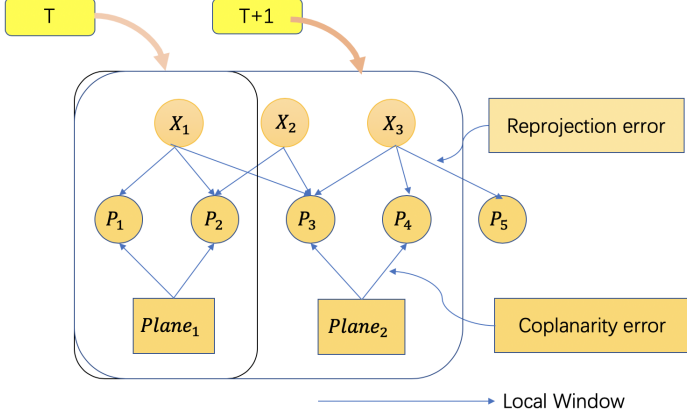 T
T+1
X₁
X₂
X₃
Reprojection error
P₁
P₂
P₃
P₄
P₅
Plane₁
Plane₂
Coplanarity error
Local Window